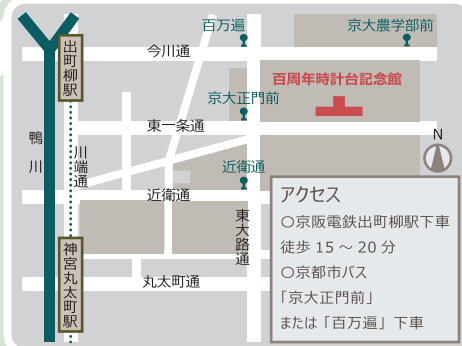 百万遍
京大農学部前
今川通
出町柳駅
百周年時計台記念館
京大正門前
東一条通
鴨川
川端通
N
近衛通
近衛通
東大路通
神宮丸太町駅
丸太町通
アクセス
○京阪電鉄出町柳駅下車
徒歩 15 ～ 20 分
○京都市バス
「京大正門前」
または「百万遍」下車